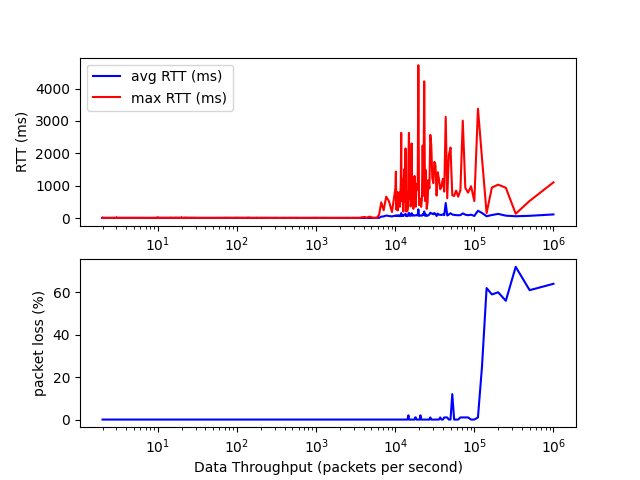 avg RTT (ms)
max RTT (ms)
RTT (ms)
4000
3000
2000
1000
0
10¹ 10² 10³ 10⁴ 10⁵ 10⁶
packet loss (%)
60
40
20
0
10¹ 10² 10³ 10⁴ 10⁵ 10⁶
Data Throughput (packets per second)